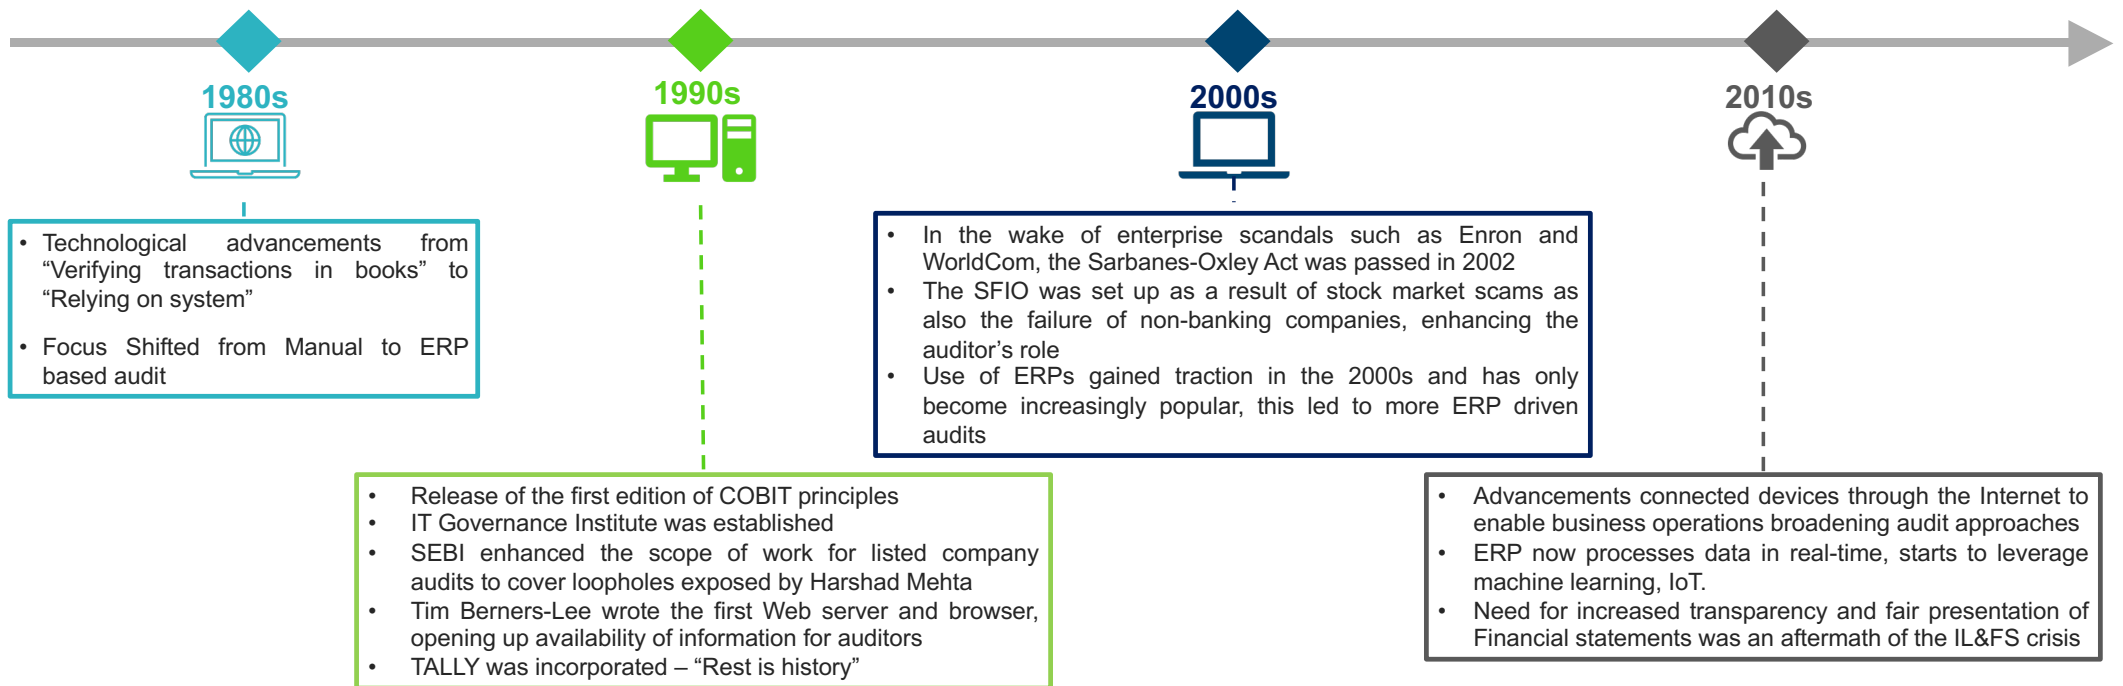 1980s
• Technological advancements from
“Verifying transactions in books” to
“Relying on system”
• Focus Shifted from Manual to ERP
based audit
1990s
• Release of the first edition of COBIT principles
• IT Governance Institute was established
• SEBI enhanced the scope of work for listed company
audits to cover loopholes exposed by Harshad Mehta
• Tim Berners-Lee wrote the first Web server and browser,
opening up availability of information for auditors
• TALLY was incorporated – “Rest is history”
2000s
• In the wake of enterprise scandals such as Enron and
WorldCom, the Sarbanes-Oxley Act was passed in 2002
• The SFIO was set up as a result of stock market scams as
also the failure of non-banking companies, enhancing the
auditor’s role
• Use of ERPs gained traction in the 2000s and has only
become increasingly popular, this led to more ERP driven
audits
2010s
• Advancements connected devices through the Internet to
enable business operations broadening audit approaches
• ERP now processes data in real-time, starts to leverage
machine learning, IoT.
• Need for increased transparency and fair presentation of
Financial statements was an aftermath of the IL&FS crisis